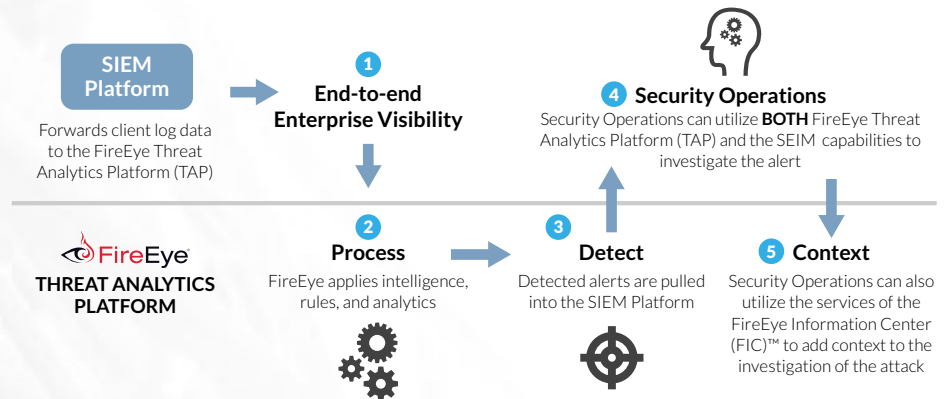 SIEM
Platform
Forwards client log data
to the FireEye Threat
Analytics Platform (TAP)
1
End-to-end
Enterprise Visibility
4 Security Operations
Security Operations can utilize BOTH FireEye Threat
Analytics Platform (TAP) and the SEIM capabilities to
investigate the alert
FireEye
THREAT ANALYTICS
PLATFORM
2
Process
FireEye applies intelligence,
rules, and analytics
3
Detect
Detected alerts are pulled
into the SIEM Platform
5 Context
Security Operations can also
utilize the services of the
FireEye Information Center
(FIC)™ to add context to the
investigation of the attack